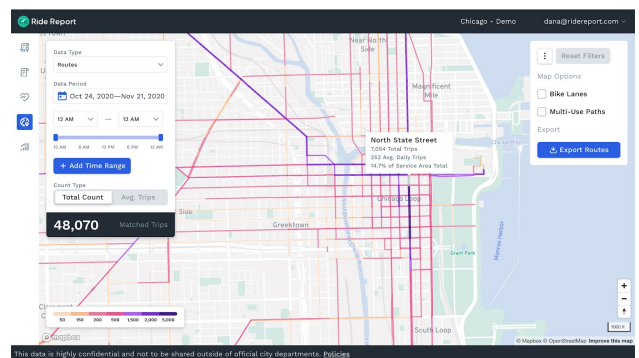 Ride Report
Chicago - Demo
dana@ridereport.com
Data Type
Routes
Data Period
Oct 24, 2020—Nov 21, 2020
12 AM — 12 AM
12 AM 6 AM 12 PM 6 PM 12 AM
+ Add Time Range
Count Type
Total Count Avg. Trips
48,070 Matched Trips
Near North
Side
Magnificent
Mile
North State Street
7,054 Total Trips
252 Avg. Daily Trips
14.7% of Service Area Total
Chicago Loop
Side
Greektown
Grant Park
Monroe Harbor
South Loop
50 150 200 500 1,500 2,000 5,000
mapbox
Reset Filters
Map Options
Bike Lanes
Multi-Use Paths
Export
Export Routes
+
−
1000 ft
© Mapbox © OpenStreetMap Improve this map
This data is highly confidential and not to be shared outside of official city departments. Policies